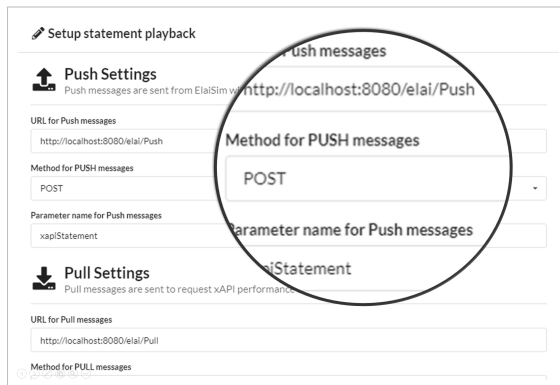 Setup statement playback
Push Settings
Push messages are sent from ElaiSim
URL for Push messages
http://localhost:8080/elai/Push
Method for PUSH messages
POST
Parameter name for Push messages
xapiStatement
Pull Settings
Pull messages are sent to request xAPI performance
URL for Pull messages
http://localhost:8080/elai/Pull
Method for PULL messages
Push messages
http://localhost:8080/elai/Push
Method for PUSH messages
POST
Parameter name for Push messages
apiStatement